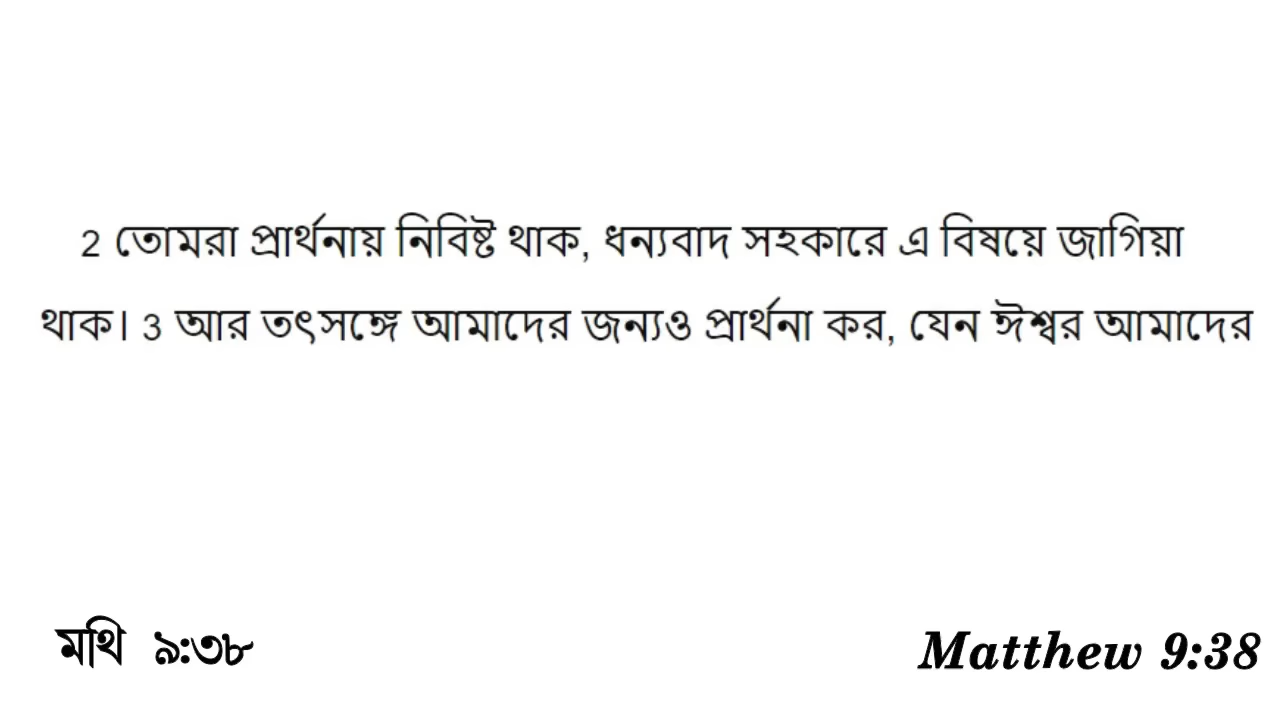 2 তোমরা প্রার্থনায় নিবিষ্ট থাক, ধন্যবাদ সহকারে এ বিষয়ে জাগিয়া
থাক। 3 আর তৎসঙ্গে আমাদের জন্যও প্রার্থনা কর, যেন ঈশ্বর আমাদের
মথি ৯:৩৮
Matthew 9:38